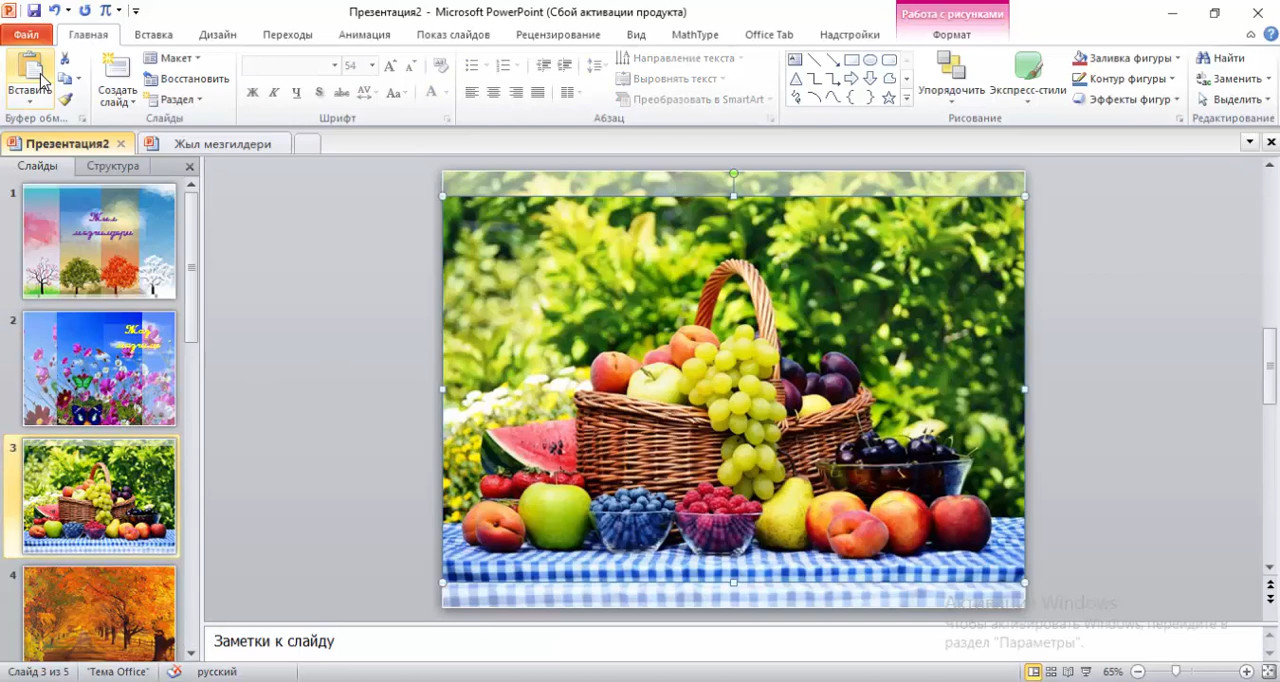 Презентация2 - Microsoft PowerPoint (Сбой активации продукта)
Работа с рисунками
Файл Главная Вставка Дизайн Переходы Анимация Показ слайдов Рецензирование Вид MathType Office Tab Надстройки Формат
Вставить
Буфер обм...
Создать слайд
Макет
Восстановить
Раздел
Слайды
54
Ж К Ч S abc AV Aa A
Шрифт
Направление текста
Выровнять текст
Преобразовать в SmartArt
Абзац
Упорядочить
Экспресс-стили
Заливка фигуры
Контур фигуры
Эффекты фигур
Рисование
Найти
Заменить
Выделить
Редактирование
Презентация2
Жыл мезгилдери
Слайды Структура
1
Жыл
мезгилдери
2
Жаз
3
4
Заметки к слайду
Активация Windows
Чтобы активировать Windows, перейдите в
раздел "Параметры".
Слайд 3 из 5 "Тема Office" русский 65%